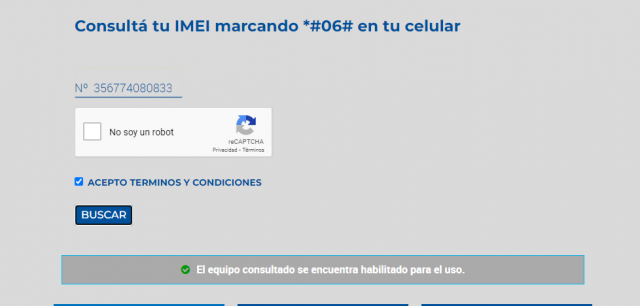 Consultá tu IMEI marcando *#06# en tu celular
Nº 356774080833
No soy un robot
reCAPTCHA
Privacidad - Términos
ACEPTO TERMINOS Y CONDICIONES
BUSCAR
El equipo consultado se encuentra habilitado para el uso.